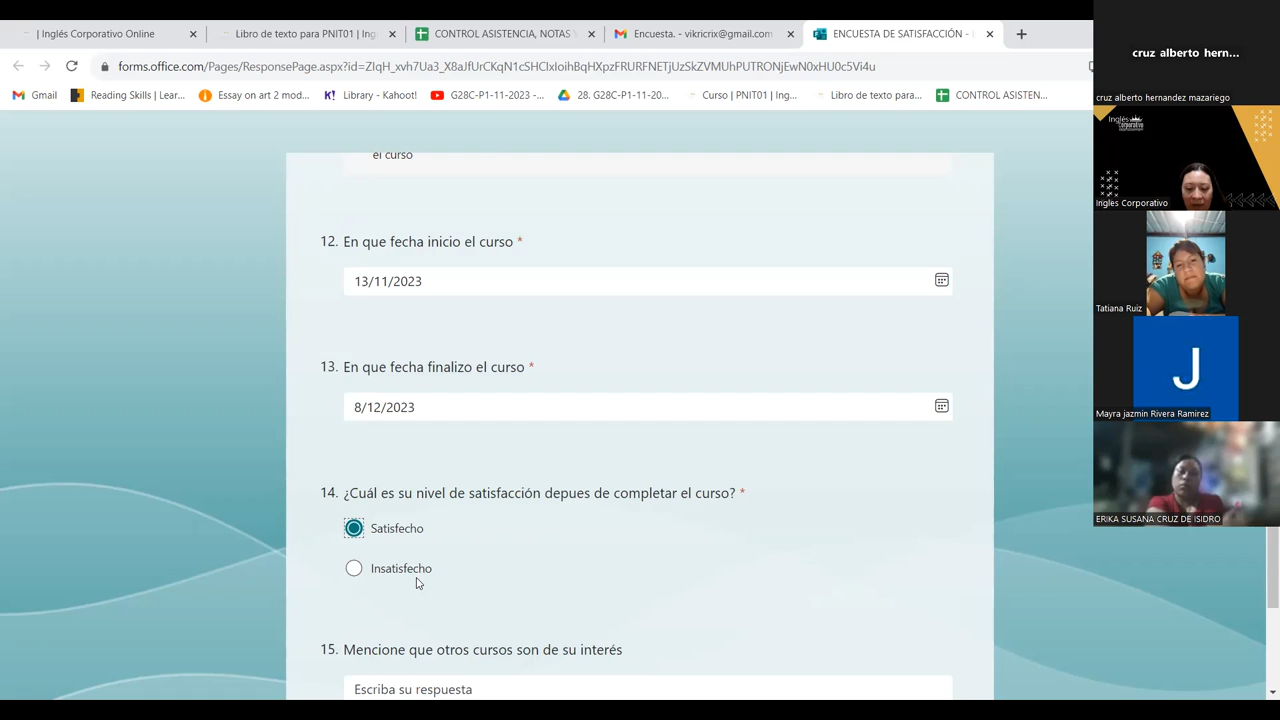 | Inglés Corporativo Online
Libro de texto para PNIT01 | Ing
CONTROL ASISTENCIA, NOTAS Y
Encuesta. - vikricrix@gmail.com
ENCUESTA DE SATISFACCIÓN -
forms.office.com/Pages/ResponsePage.aspx?id=
Gmail
Reading Skills | Lear...
Essay on art 2 mod...
Library - Kahoot!
G28C-P1-11-2023 -...
28. G28C-P1-11-20...
Curso | PNIT01 | Ing...
Libro de texto para...
CONTROL ASISTEN...
el curso
12. En que fecha inicio el curso *
13/11/2023
13. En que fecha finalizo el curso *
8/12/2023
14. ¿Cuál es su nivel de satisfacción depues de completar el curso? *
Satisfecho
Insatisfecho
15. Mencione que otros cursos son de su interés
Escriba su respuesta
cruz alberto hern...
cruz alberto hernandez mazariego
Inglés
Corporativo
Ingles Corporativo
Tatiana Ruiz
J
Mayra jazmin Rivera Ramirez
ERIKA SUSANA CRUZ DE ISIDRO